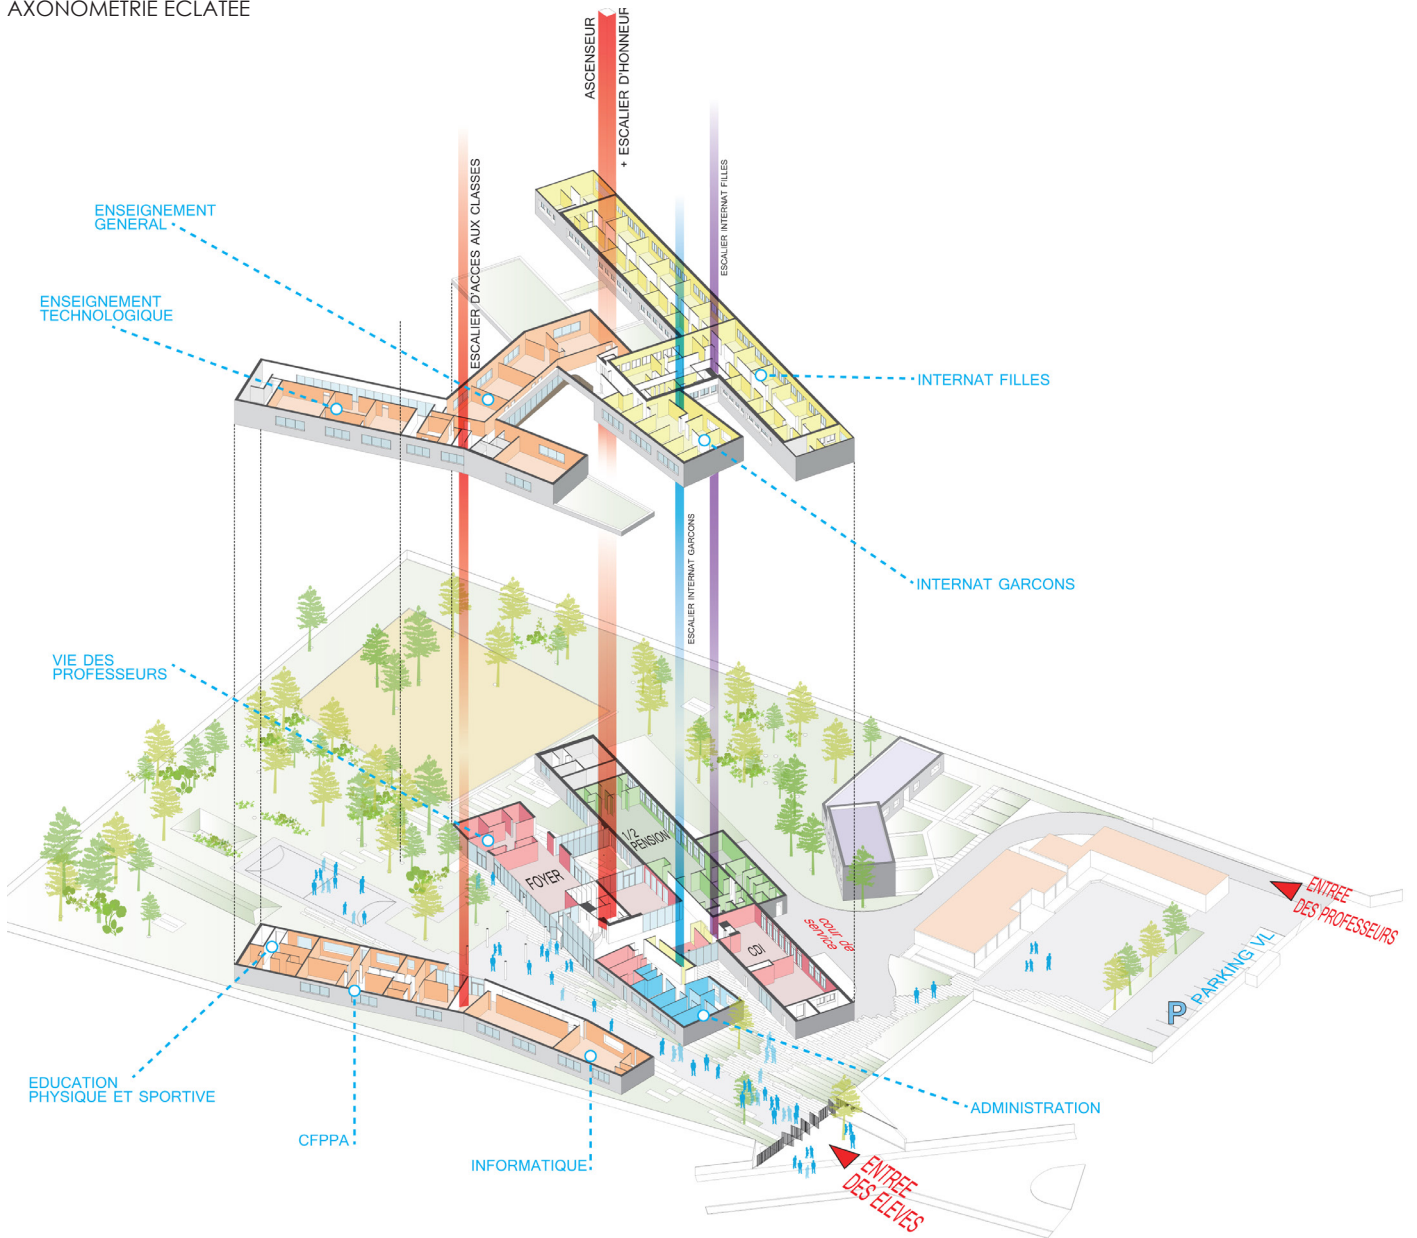 AXONOMETRIE ECLATEE
ASCENSEUR
+ ESCALIER D'HONNEUR
ESCALIER D'ACCES AUX CLASSES
ESCALIER INTERNAT FILLES
ENSEIGNEMENT
GENERAL
ENSEIGNEMENT
TECHNOLOGIQUE
INTERNAT FILLES
ESCALIER INTERNAT GARCONS
INTERNAT GARCONS
VIE DES
PROFESSEURS
1/2
PENSION
FOYER
CDI
cour de
service
ENTREE
DES PROFESSEURS
PARKING VL
P
EDUCATION
PHYSIQUE ET SPORTIVE
CFPPA
INFORMATIQUE
ADMINISTRATION
ENTREE
DES ELEVES